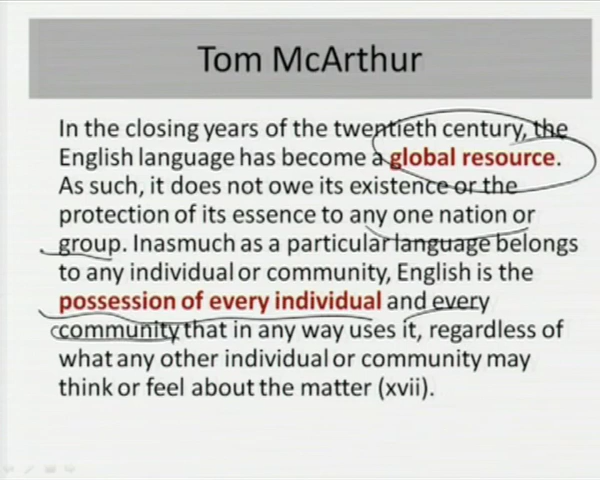 Tom McArthur
In the closing years of the twentieth century, the
English language has become a global resource.
As such, it does not owe its existence or the
protection of its essence to any one nation or
group. Inasmuch as a particular language belongs
to any individual or community, English is the
possession of every individual and every
community that in any way uses it, regardless of
what any other individual or community may
think or feel about the matter (xvii).